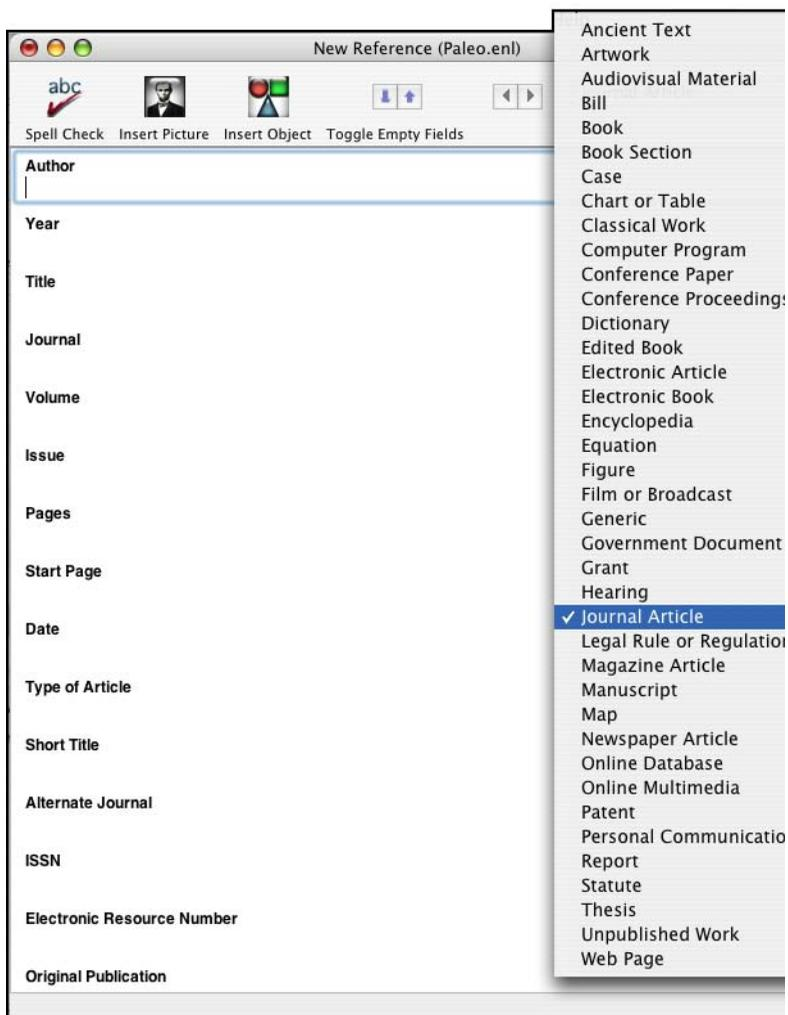 New Reference (Paleo.enl)
abc
Spell Check Insert Picture Insert Object Toggle Empty Fields
Author
Year
Title
Journal
Volume
Issue
Pages
Start Page
Date
Type of Article
Short Title
Alternate Journal
ISSN
Electronic Resource Number
Original Publication
Ancient Text
Artwork
Audiovisual Material
Bill
Book
Book Section
Case
Chart or Table
Classical Work
Computer Program
Conference Paper
Conference Proceedings
Dictionary
Edited Book
Electronic Article
Electronic Book
Encyclopedia
Equation
Figure
Film or Broadcast
Generic
Government Document
Grant
Hearing
✓ Journal Article
Legal Rule or Regulation
Magazine Article
Manuscript
Map
Newspaper Article
Online Database
Online Multimedia
Patent
Personal Communicatio
Report
Statute
Thesis
Unpublished Work
Web Page